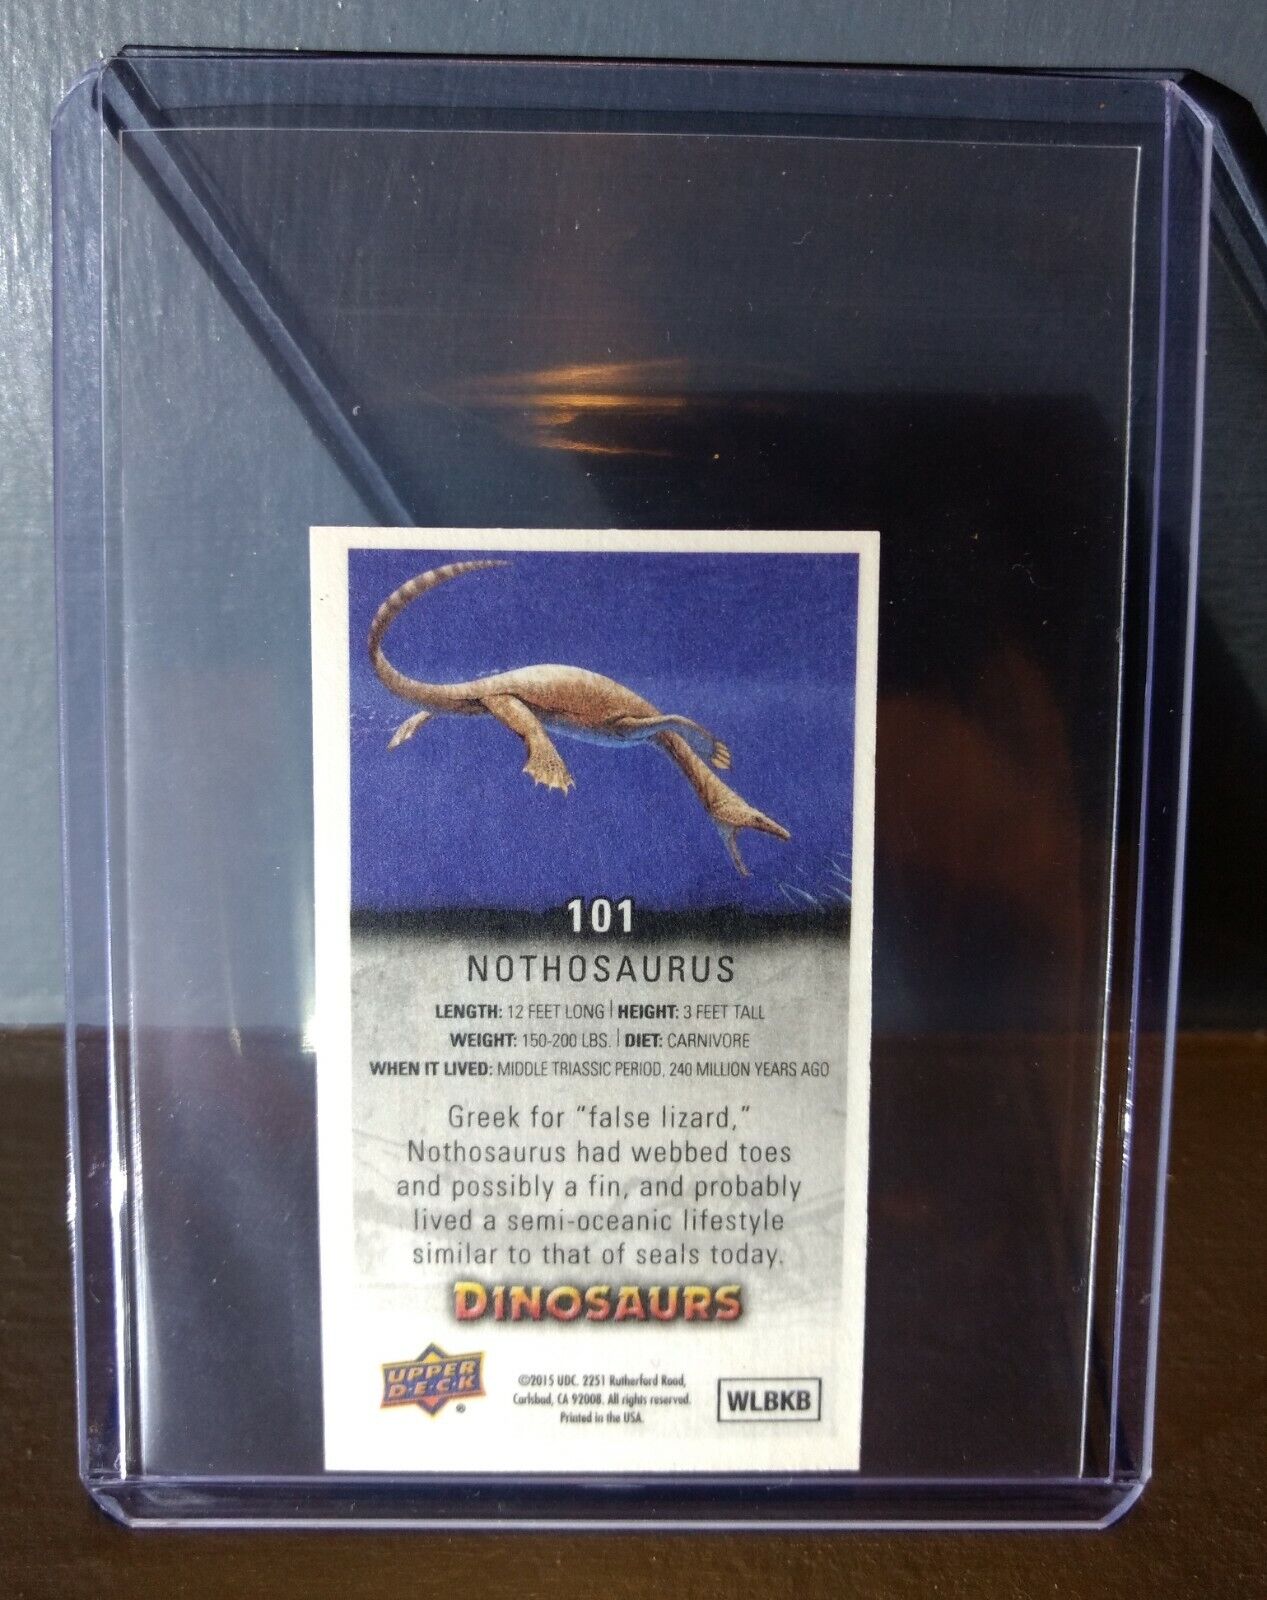 101
NOTHOSAURUS
LENGTH: 12 FEET LONG | HEIGHT: 3 FEET TALL
WEIGHT: 150-200 LBS. | DIET: CARNIVORE
WHEN IT LIVED: MIDDLE TRIASSIC PERIOD, 240 MILLION YEARS AGO
Greek for "false lizard,"
Nothosaurus had webbed toes
and possibly a fin, and probably
lived a semi-oceanic lifestyle
similar to that of seals today.
DINOSAURS
UPPER
D·E·C·K
®
©2015 UDC. 2251 Rutherford Road,
Carlsbad, CA 92008. All rights reserved.
Printed in the USA.
WLBKB